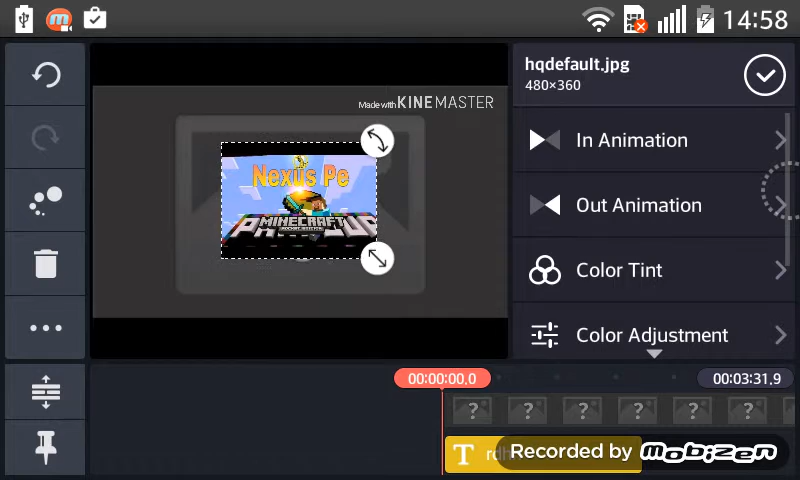 14:58
Made with KINEMASTER
hqdefault.jpg
480×360
In Animation
Out Animation
Color Tint
Color Adjustment
Nexus Pe
MINECRAFT
00:00:00,0
00:03:31,9
? ? ? ? ? ?
T
Recorded by Mobizen